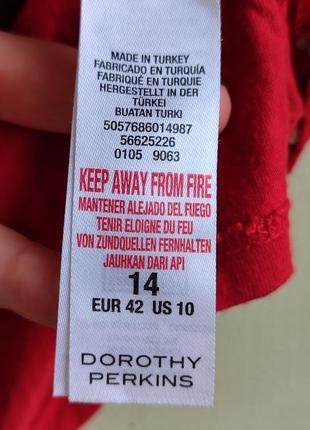 MADE IN TURKEY
FABRICADO EN TURQUÍA
FABRIQUÉ EN TURQUIE
HERGESTELLT IN DER
TÜRKEI
BUATAN TURKI
5057686014987
56625226
0105 9063
KEEP AWAY FROM FIRE
MANTENER ALEJADO DEL FUEGO
TENIR ELOIGNE DU FEU
VON ZUNDQUELLEN FERNHALTEN
JAUHKAN DARI API
14
EUR 42 US 10
DOROTHY
PERKINS